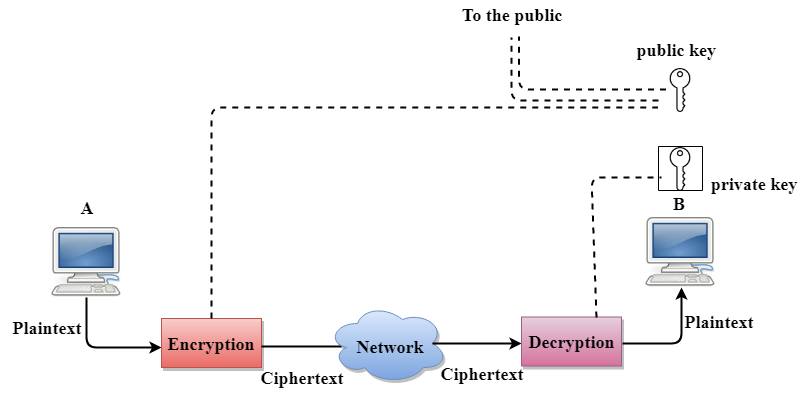 To the public
public key
private key
A
B
Plaintext
Encryption
Ciphertext
Network
Ciphertext
Decryption
Plaintext